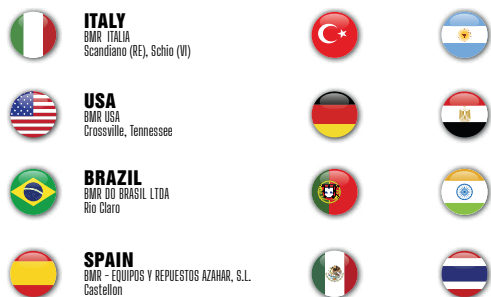 ITALY
BMR ITALIA
Scandiano (RE), Schio (VI)
USA
BMR USA
Crossville, Tennessee
BRAZIL
BMR DO BRASIL LTDA
Rio Claro
SPAIN
BMR - EQUIPOS Y REPUESTOS AZAHAR, S.L.
Castellon